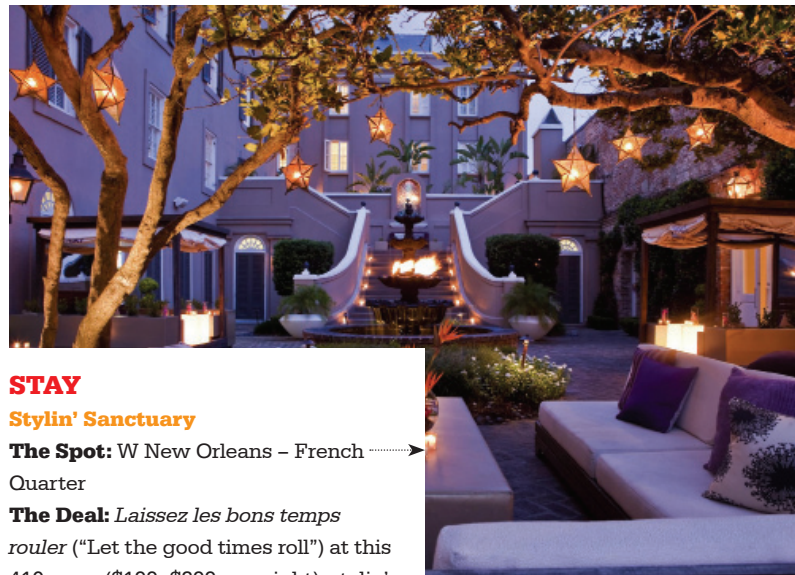 STAY
Stylin’ Sanctuary
The Spot: W New Orleans – French
Quarter
The Deal: Laissez les bons temps
rouler (“Let the good times roll”) at this